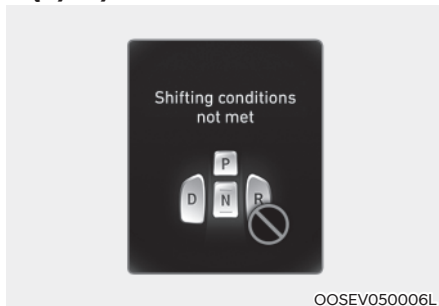 Shifting conditions
not met
P
D N R
OOSEV050006L